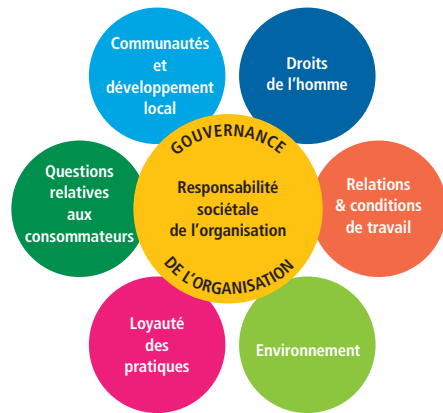 Communautés
et
développement
local
Droits
de l'homme
GOUVERNANCE
Responsabilité
sociétale
de l'organisation
DE L'ORGANISATION
Questions
relatives
aux
consommateurs
Relations
& conditions
de travail
Loyauté
des
pratiques
Environnement